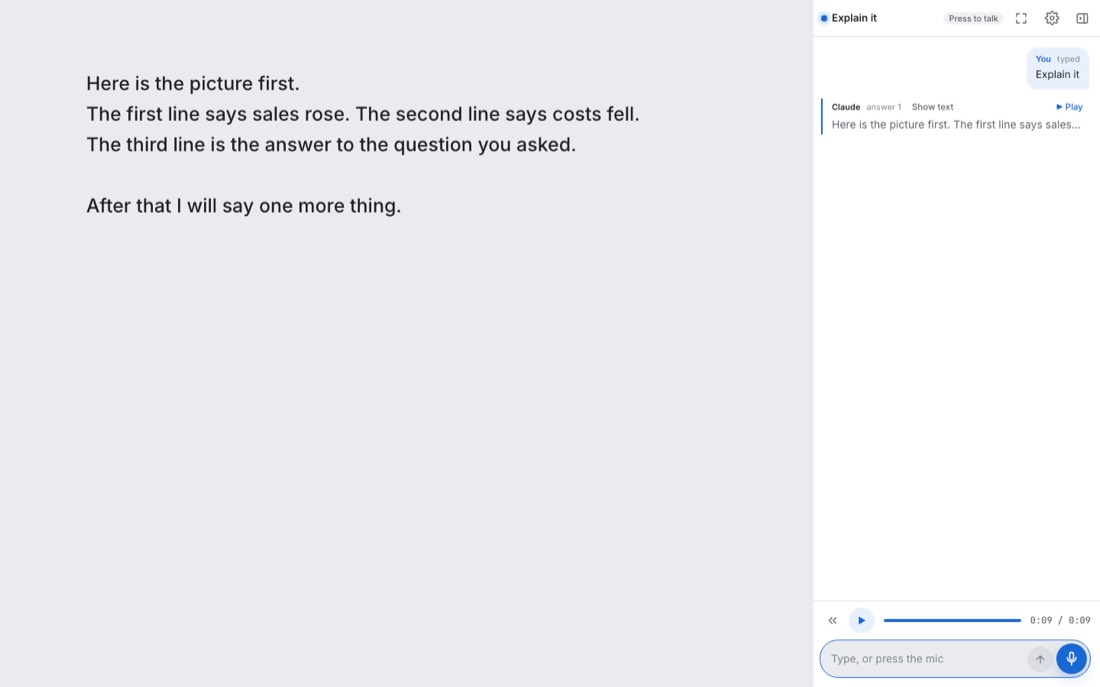 Here is the picture first.
The first line says sales rose. The second line says costs fell.
The third line is the answer to the question you asked.
After that I will say one more thing.
Explain it
Press to talk
You typed
Explain it
Claude answer 1 Show text Play
Here is the picture first. The first line says sales...
0:09 / 0:09
Type, or press the mic